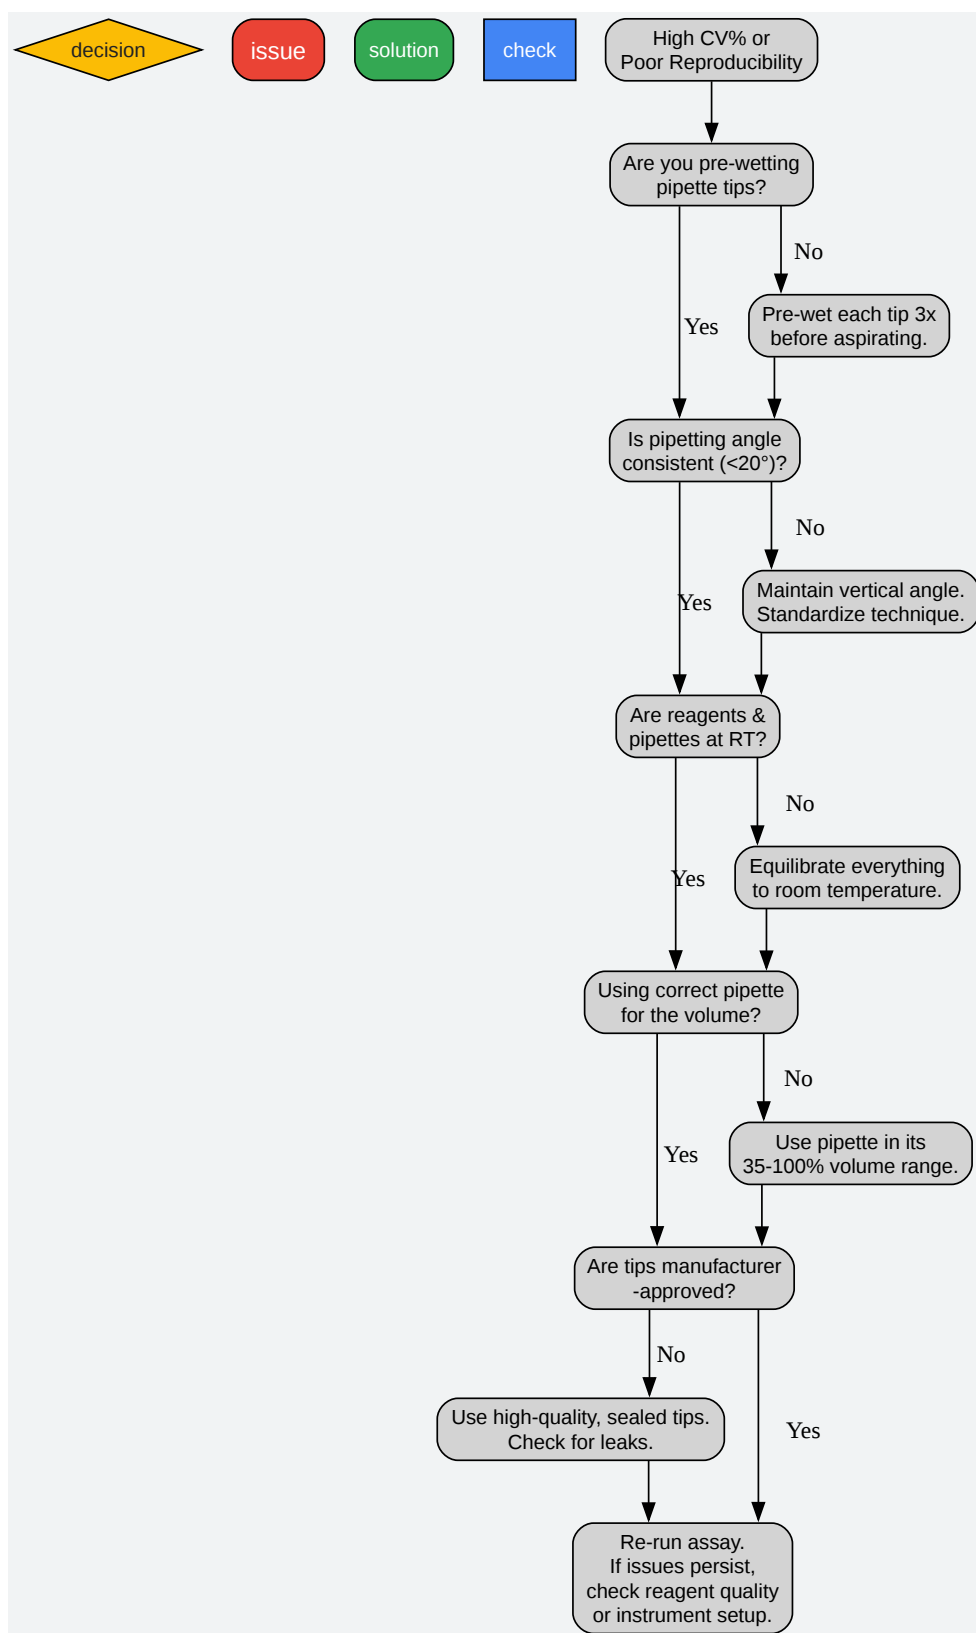 decision
issue
solution
check
High CV% or
Poor Reproducibility
Are you pre-wetting
pipette tips?
No
Yes
Pre-wet each tip 3x
before aspirating.
Is pipetting angle
consistent (<20°)?
No
Yes
Maintain vertical angle.
Standardize technique.
Are reagents &
pipettes at RT?
No
Yes
Equilibrate everything
to room temperature.
Using correct pipette
for the volume?
No
Yes
Use pipette in its
35-100% volume range.
Are tips manufacturer
-approved?
No
Use high-quality, sealed tips.
Check for leaks.
Yes
Re-run assay.
If issues persist,
check reagent quality
or instrument setup.